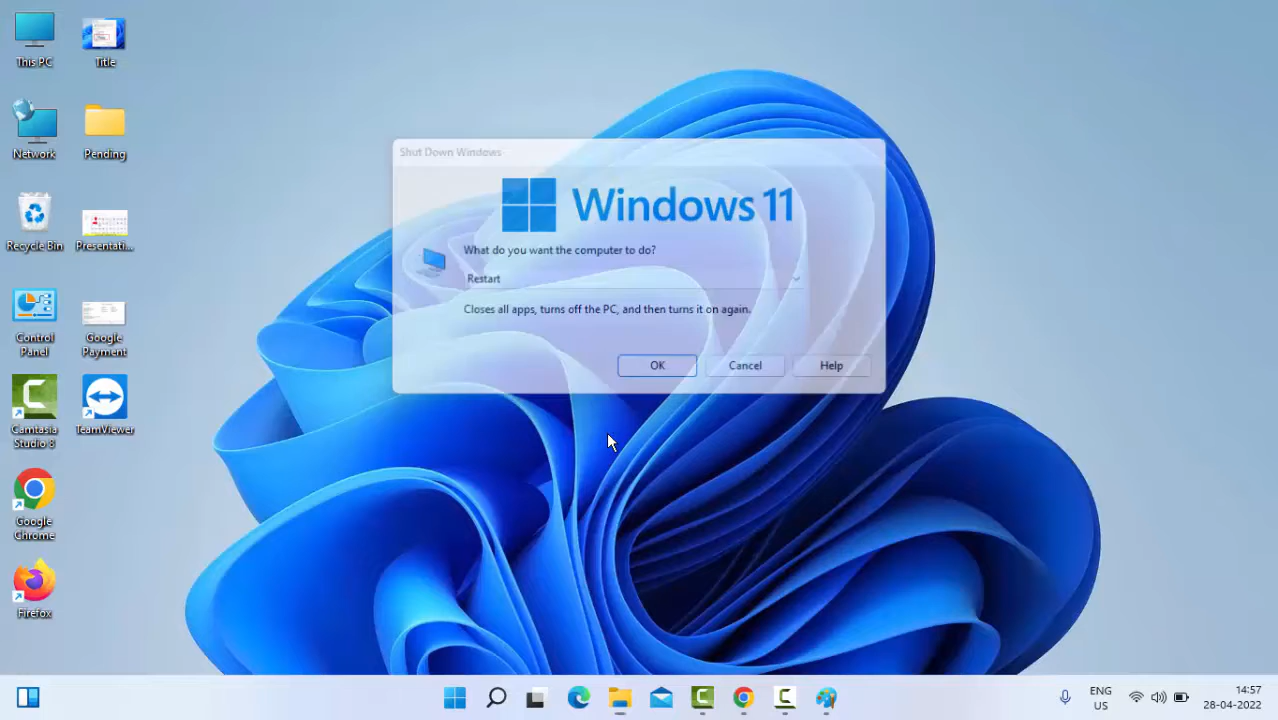 This PC
Title
Network
Pending
Recycle Bin
Presentati...
Control
Panel
Google
Payment
Camtasia
Studio 8
TeamViewer
Google
Chrome
Firefox
Shut Down Windows
Windows 11
What do you want the computer to do?
Restart
Closes all apps, turns off the PC, and then turns it on again.
OK
Cancel
Help
ENG
US
14:57
28-04-2022